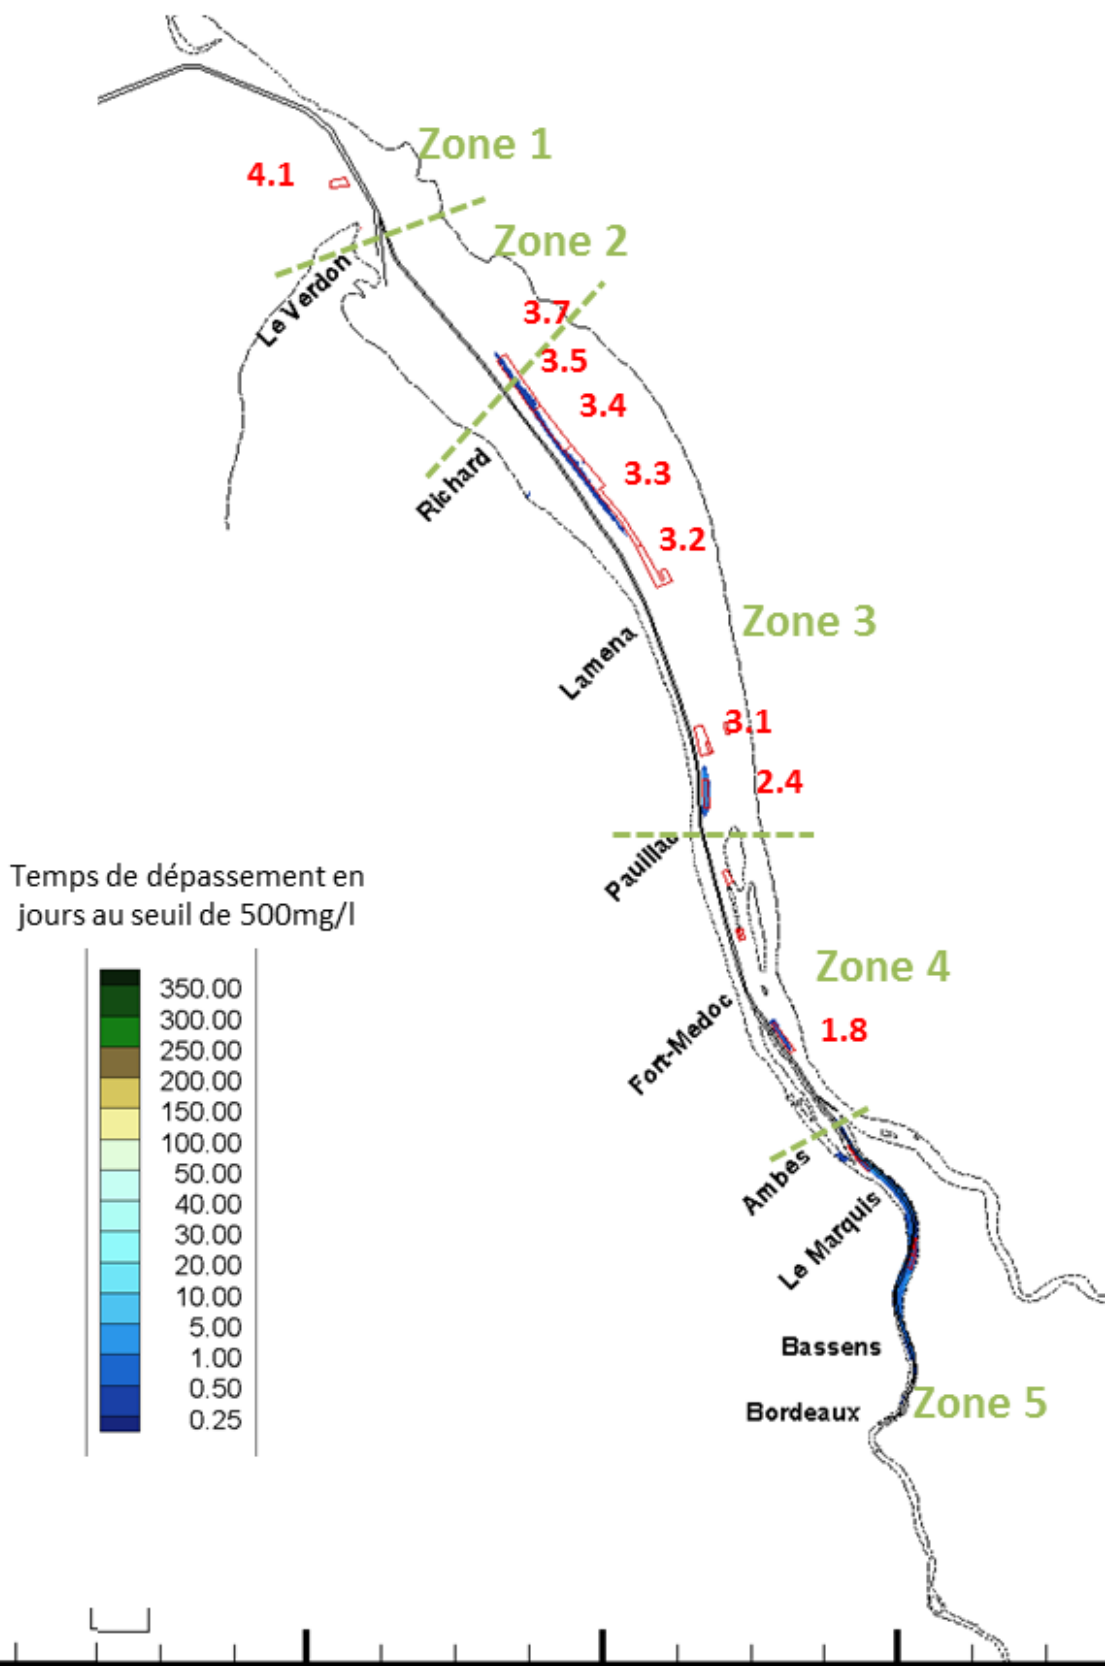 Zone 1
4.1
Zone 2
Le Verdon
3.7
3.5
3.4
3.3
Richard
3.2
Zone 3
Lamena
3.1
2.4
Pauillac
Temps de dépassement en
jours au seuil de 500mg/l
350.00
300.00
250.00
200.00
150.00
100.00
50.00
40.00
30.00
20.00
10.00
5.00
1.00
0.50
0.25
Zone 4
Fort-Medoc
1.8
Ambes
Le Marquis
Bassens
Bordeaux
Zone 5